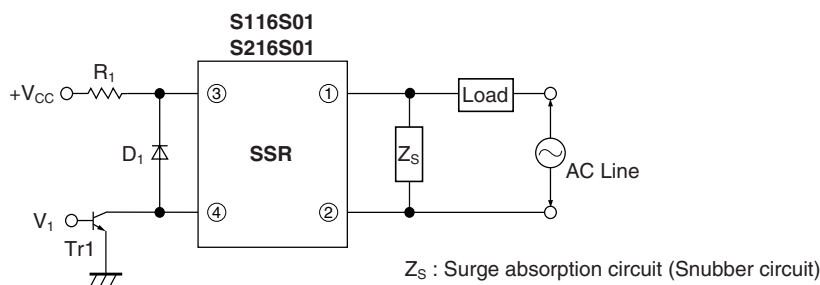 S116S01
S216S01
R1
+VCC
③
①
Load
D1
SSR
ZS
AC Line
V1
④
②
Tr1
ZS : Surge absorption circuit (Snubber circuit)